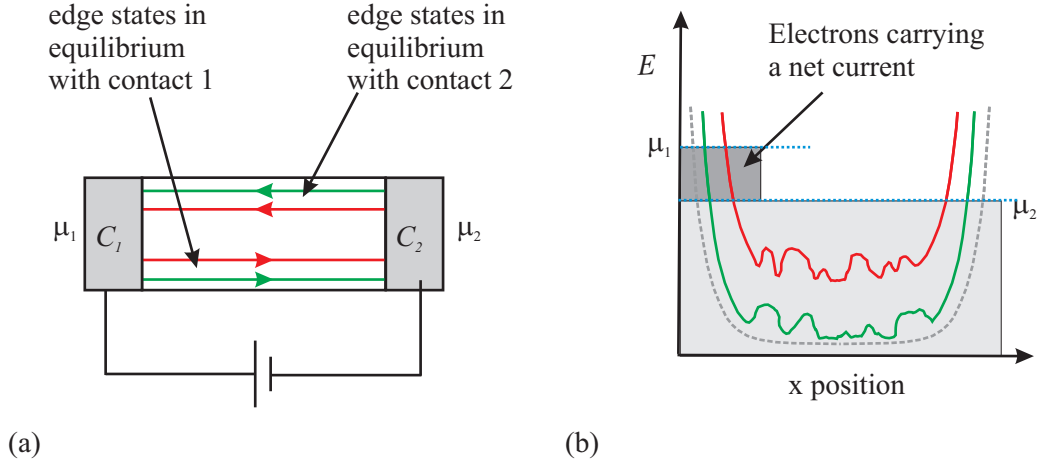 edge states in
equilibrium
with contact 1
edge states in
equilibrium
with contact 2
μ₁
C₁
C₂
μ₂
(a)
E
Electrons carrying
a net current
μ₁
μ₂
x position
(b)